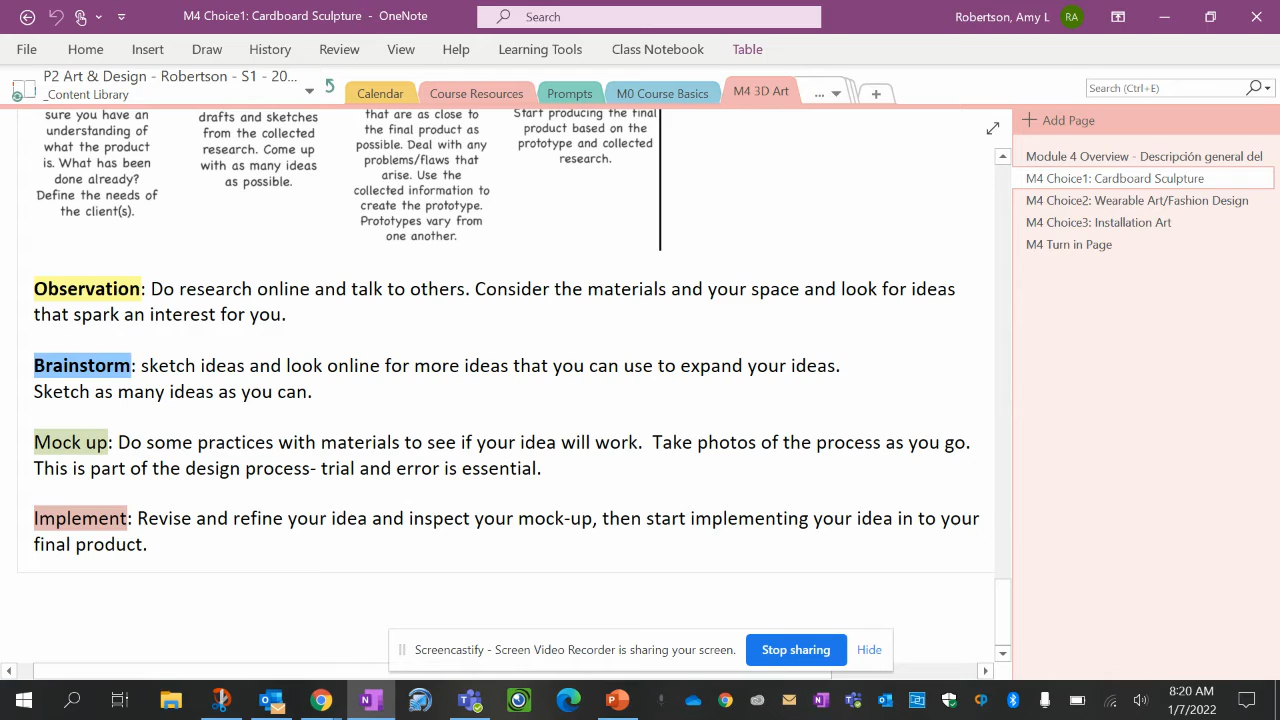 M4 Choice1: Cardboard Sculpture - OneNote
Search
Robertson, Amy L
RA
File
Home
Insert
Draw
History
Review
View
Help
Learning Tools
Class Notebook
Table
P2 Art & Design - Robertson - S1 - 20...
_Content Library
Calendar
Course Resources
Prompts
M0 Course Basics
M4 3D Art
...
Search (Ctrl+E)
sure you have an
understanding of
what the product
is. What has been
done already?
Define the needs of
the client(s).
drafts and sketches
from the collected
research. Come up
with as many ideas
as possible.
that are as close to
the final product as
possible. Deal with any
problems/flaws that
arise. Use the
collected information to
create the prototype.
Prototypes vary from
one another.
Start producing the final
product based on the
prototype and collected
research.
Observation: Do research online and talk to others. Consider the materials and your space and look for ideas
that spark an interest for you.
Brainstorm: sketch ideas and look online for more ideas that you can use to expand your ideas.
Sketch as many ideas as you can.
Mock up: Do some practices with materials to see if your idea will work.  Take photos of the process as you go.
This is part of the design process- trial and error is essential.
Implement: Revise and refine your idea and inspect your mock-up, then start implementing your idea in to your
final product.
Add Page
Module 4 Overview - Descripción general del
M4 Choice1: Cardboard Sculpture
M4 Choice2: Wearable Art/Fashion Design
M4 Choice3: Installation Art
M4 Turn in Page
Screencastify - Screen Video Recorder is sharing your screen.
Stop sharing
Hide
8:20 AM
1/7/2022